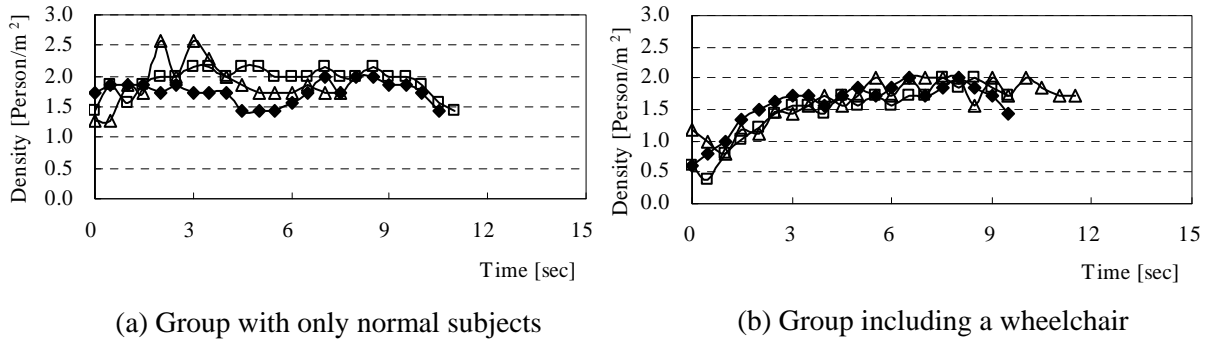 3.0
2.5
2.0
1.5
1.0
0.5
0.0
Density [Person/m²]
0 3 6 9 12 15
Time [sec]
(a) Group with only normal subjects
3.0
2.5
2.0
1.5
1.0
0.5
0.0
Density [Person/m²]
0 3 6 9 12 15
Time [sec]
(b) Group including a wheelchair